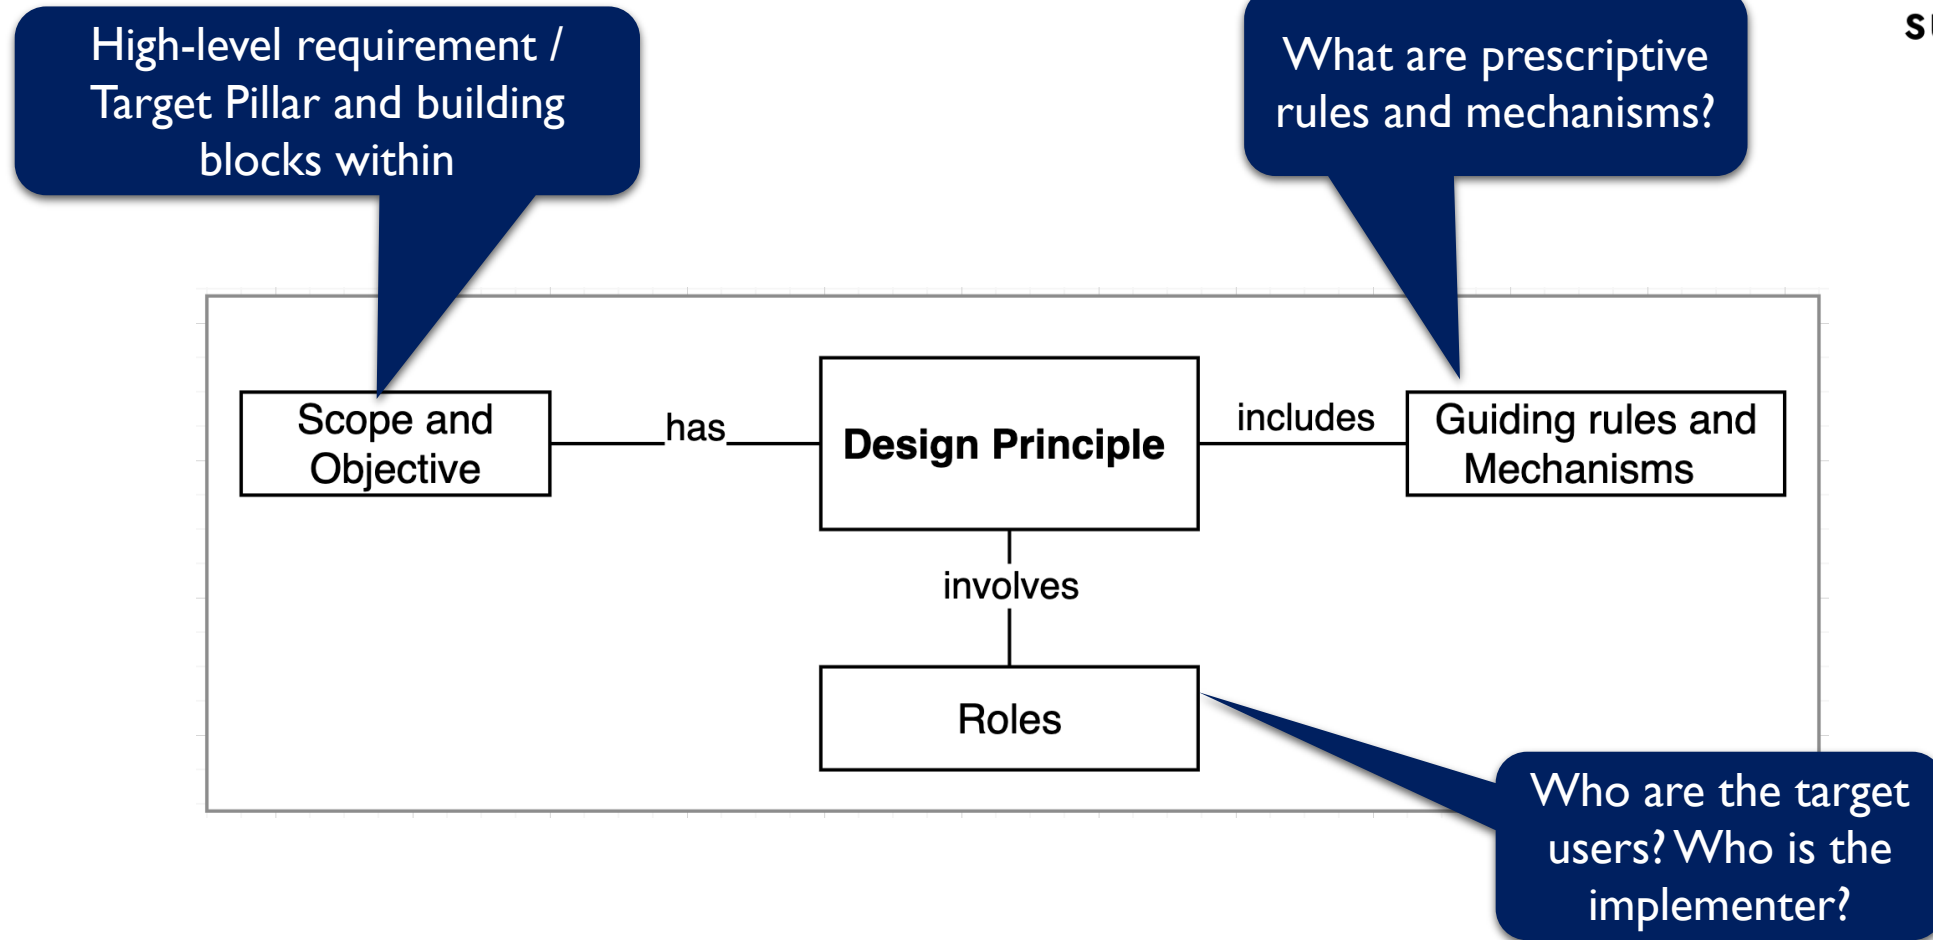 High-level requirement /
Target Pillar and building
blocks within
What are prescriptive
rules and mechanisms?
Scope and
Objective
has
Design Principle
includes
Guiding rules and
Mechanisms
involves
Roles
Who are the target
users? Who is the
implementer?